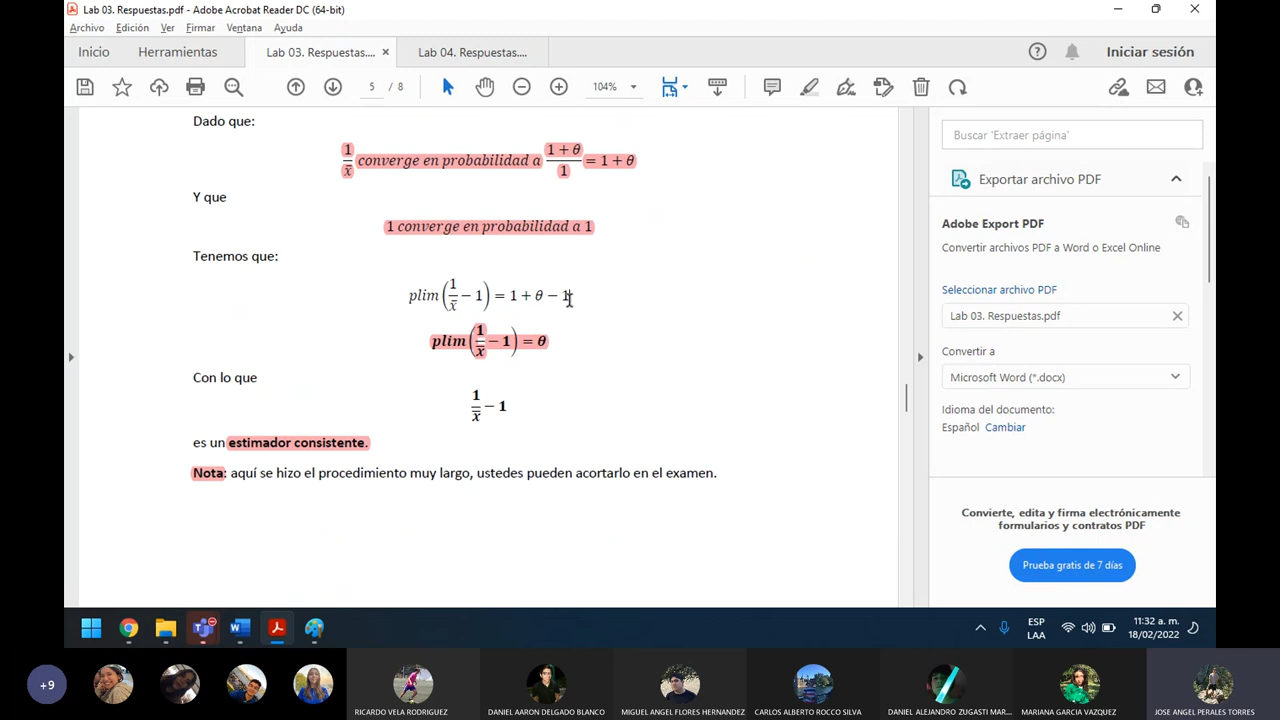 Lab 03. Respuestas.pdf - Adobe Acrobat Reader DC (64-bit)
Archivo Edición Ver Firmar Ventana Ayuda
Inicio Herramientas Lab 03. Respuestas.... × Lab 04. Respuestas.... Iniciar sesión
5 / 8 104%
Dado que:
1/x̄ converge en probabilidad a (1 + θ)/1 = 1 + θ
Y que
1 converge en probabilidad a 1
Tenemos que:
plim(1/x̄ − 1) = 1 + θ − 1
plim(1/x̄ − 1) = θ
Con lo que
1/x̄ − 1
es un estimador consistente.
Nota: aquí se hizo el procedimiento muy largo, ustedes pueden acortarlo en el examen.
Buscar 'Extraer página'
Exportar archivo PDF
Adobe Export PDF
Convertir archivos PDF a Word o Excel Online
Seleccionar archivo PDF
Lab 03. Respuestas.pdf
Convertir a
Microsoft Word (*.docx)
Idioma del documento:
Español Cambiar
Convierte, edita y firma electrónicamente
formularios y contratos PDF
Prueba gratis de 7 días
ESP
LAA
11:32 a. m.
18/02/2022
+9
RICARDO VELA RODRIGUEZ
DANIEL AARON DELGADO BLANCO
MIGUEL ANGEL FLORES HERNANDEZ
CARLOS ALBERTO ROCCO SILVA
DANIEL ALEJANDRO ZUGASTI MAR...
MARIANA GARCIA VAZQUEZ
JOSE ANGEL PERALES TORRES